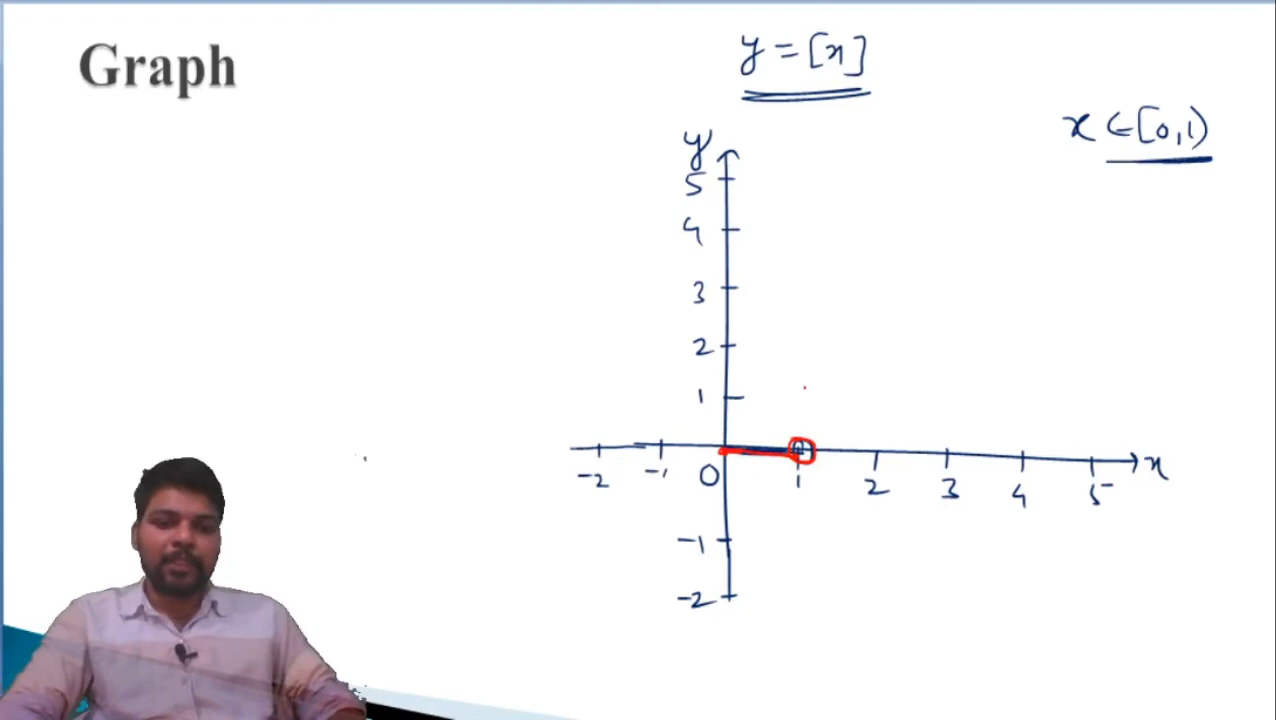 Graph
y = [x]
x ∈ [0,1)
y
5
4
3
2
1
-2 -1 0 1 2 3 4 5 x
-1
-2